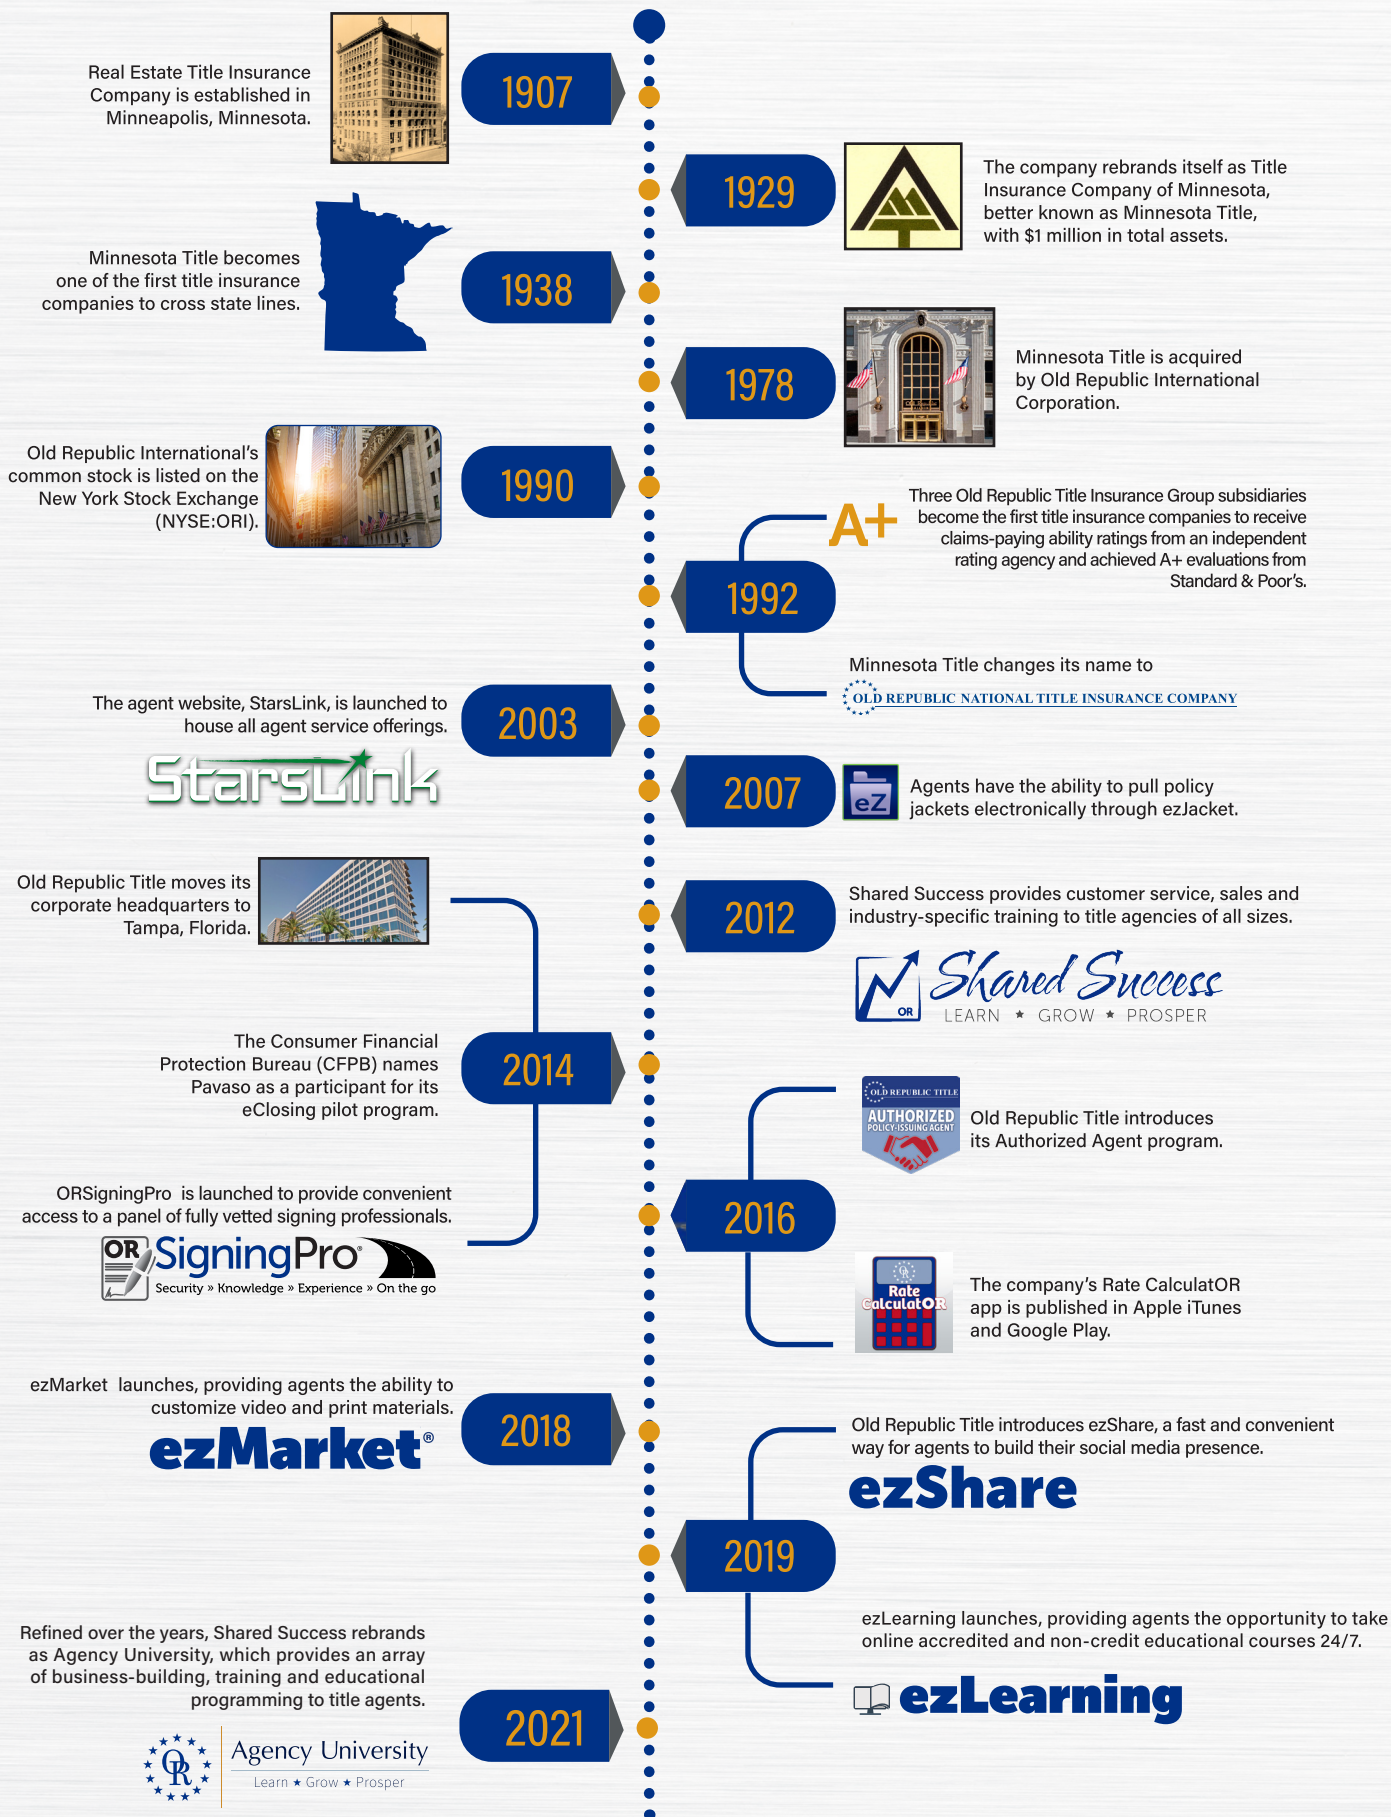 Real Estate Title Insurance
Company is established in
Minneapolis, Minnesota.
1907
1929
The company rebrands itself as Title
Insurance Company of Minnesota,
better known as Minnesota Title,
with $1 million in total assets.
Minnesota Title becomes
one of the first title insurance
companies to cross state lines.
1938
1978
Minnesota Title is acquired
by Old Republic International
Corporation.
Old Republic International's
common stock is listed on the
New York Stock Exchange
(NYSE:ORI).
1990
A+
Three Old Republic Title Insurance Group subsidiaries
become the first title insurance companies to receive
claims-paying ability ratings from an independent
rating agency and achieved A+ evaluations from
Standard & Poor's.
1992
Minnesota Title changes its name to
OLD REPUBLIC NATIONAL TITLE INSURANCE COMPANY
The agent website, StarsLink, is launched to
house all agent service offerings.
StarsLink
2003
2007
eZ
Agents have the ability to pull policy
jackets electronically through ezJacket.
Old Republic Title moves its
corporate headquarters to
Tampa, Florida.
2012
Shared Success provides customer service, sales and
industry-specific training to title agencies of all sizes.
OR
Shared Success
LEARN ★ GROW ★ PROSPER
The Consumer Financial
Protection Bureau (CFPB) names
Pavaso as a participant for its
eClosing pilot program.
2014
OLD REPUBLIC TITLE
AUTHORIZED
POLICY-ISSUING AGENT
Old Republic Title introduces
its Authorized Agent program.
ORSigningPro is launched to provide convenient
access to a panel of fully vetted signing professionals.
OR SigningPro®
Security » Knowledge » Experience » On the go
2016
OR
Rate
CalculatOR
The company's Rate CalculatOR
app is published in Apple iTunes
and Google Play.
ezMarket launches, providing agents the ability to
customize video and print materials.
ezMarket®
2018
Old Republic Title introduces ezShare, a fast and convenient
way for agents to build their social media presence.
ezShare
2019
ezLearning launches, providing agents the opportunity to take
online accredited and non-credit educational courses 24/7.
ezLearning
Refined over the years, Shared Success rebrands
as Agency University, which provides an array
of business-building, training and educational
programming to title agents.
OR
Agency University
Learn ★ Grow ★ Prosper
2021